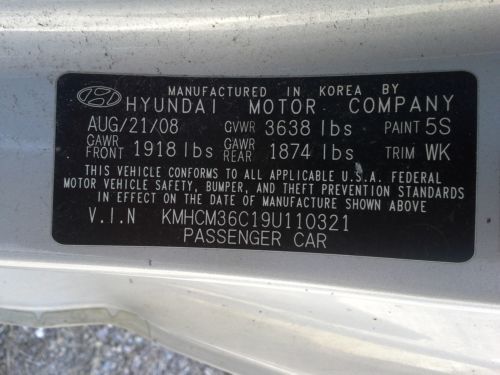 MANUFACTURED IN KOREA BY
HYUNDAI MOTOR COMPANY
AUG/21/08 GVWR 3638 lbs PAINT 5S
GAWR FRONT 1918 lbs GAWR REAR 1874 lbs TRIM WK
THIS VEHICLE CONFORMS TO ALL APPLICABLE U.S.A. FEDERAL
MOTOR VEHICLE SAFETY, BUMPER, AND THEFT PREVENTION STANDARDS
IN EFFECT ON THE DATE OF MANUFACTURE SHOWN ABOVE
V.I.N KMHCM36C19U110321
PASSENGER CAR